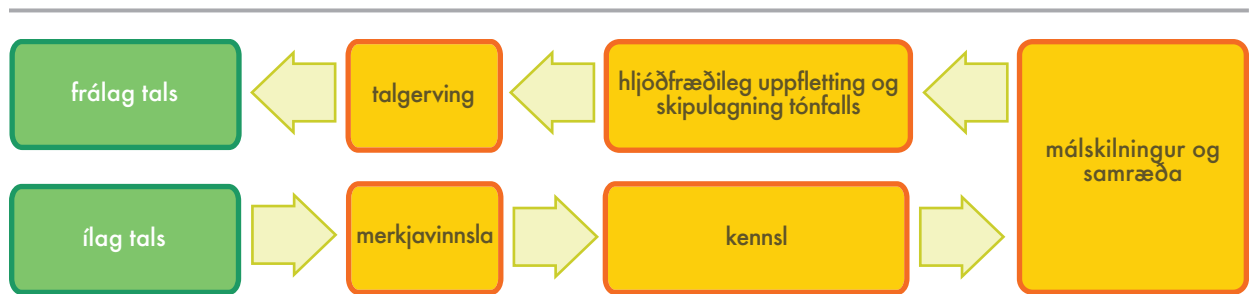 frálag tals
talgerving
hljóðfræðileg uppfletting og
skipulagning tónfalls
málskilningur og
samræða
ílag tals
merkjavinnsla
kennsl